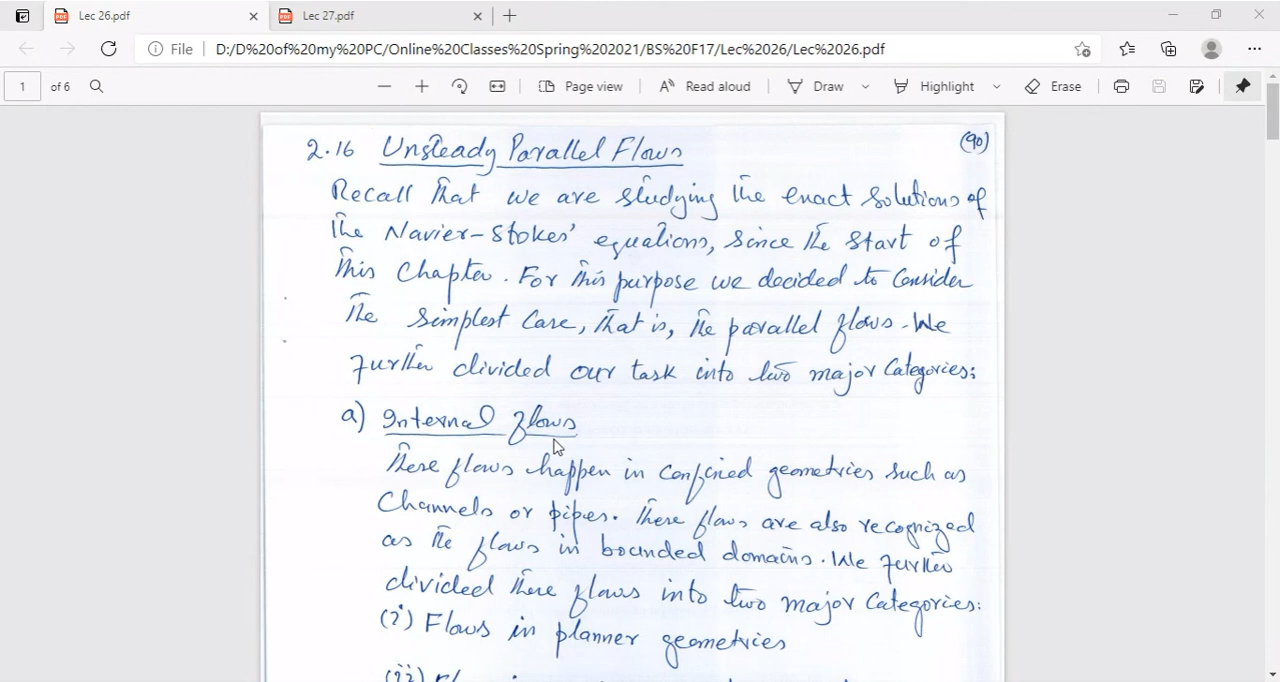 Lec 26.pdf
Lec 27.pdf
File D:/D%20of%20my%20PC/Online%20Classes%20Spring%202021/BS%20F17/Lec%2026/Lec%2026.pdf
1 of 6 Page view Read aloud Draw Highlight Erase
2.16 Unsteady Parallel Flows (90)
Recall that we are studying the exact solutions of
the Navier-Stokes' equations, since the start of
this Chapter. For this purpose we decided to Consider
the simplest Case, that is, the parallel flows. We
further divided our task into two major Categories:
a) Internal flows
These flows happen in confined geometries such as
Channels or pipes. These flows are also recognized
as the flows in bounded domains. We further
divided these flows into two major Categories:
(i) Flows in planner geometries
(ii)